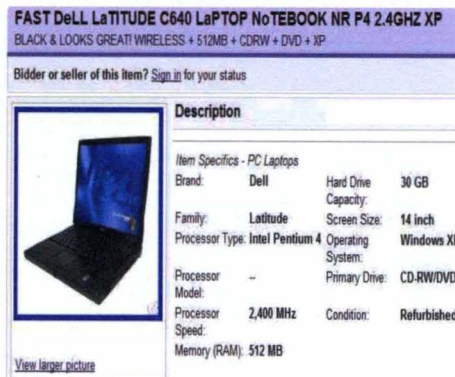 FAST DeLL LaTITUDE C640 LaPTOP NoTEBOOK NR P4 2.4GHZ XP
BLACK & LOOKS GREAT! WIRELESS + 512MB + CDRW + DVD + XP
Bidder or seller of this item? Sign in for your status
Description
Item Specifics - PC Laptops
Brand: Dell Hard Drive Capacity: 30 GB
Family: Latitude Screen Size: 14 inch
Processor Type: Intel Pentium 4 Operating System: Windows XP
Processor Model: -- Primary Drive: CD-RW/DVD
Processor Speed: 2,400 MHz Condition: Refurbished
Memory (RAM): 512 MB
View larger picture